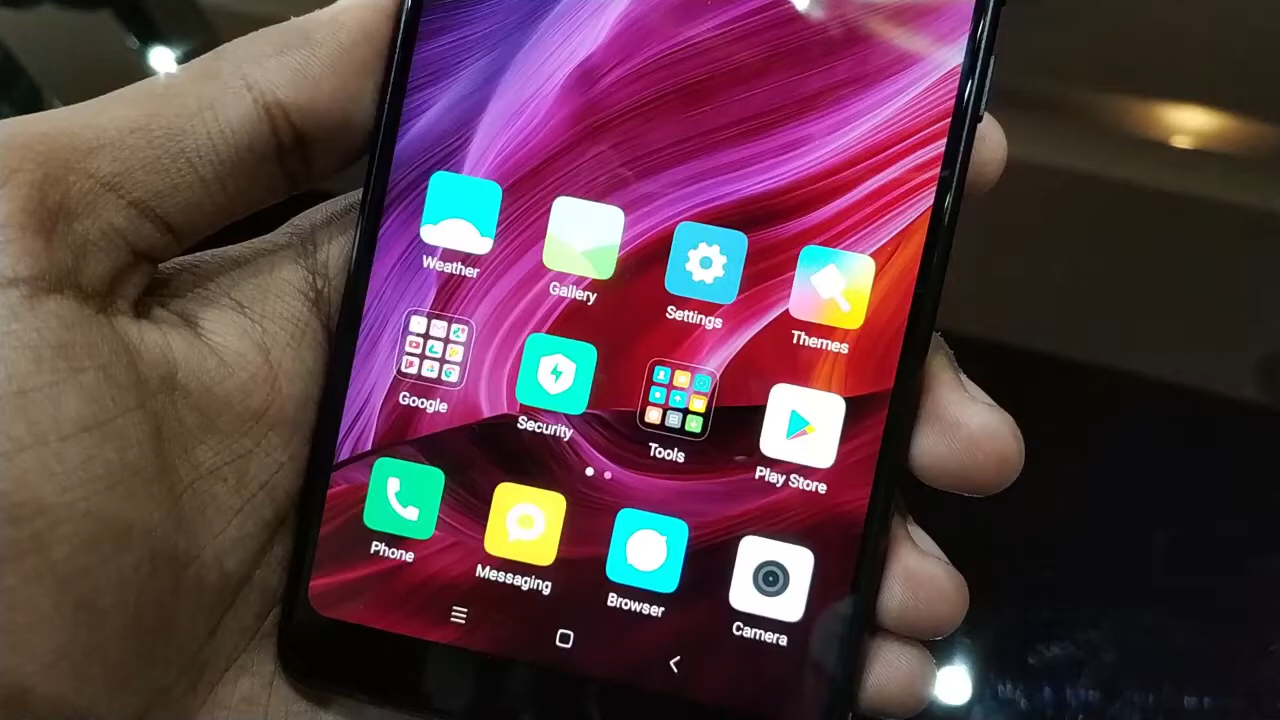 Weather
Gallery
Settings
Themes
Google
Security
Tools
Play Store
Phone
Messaging
Browser
Camera